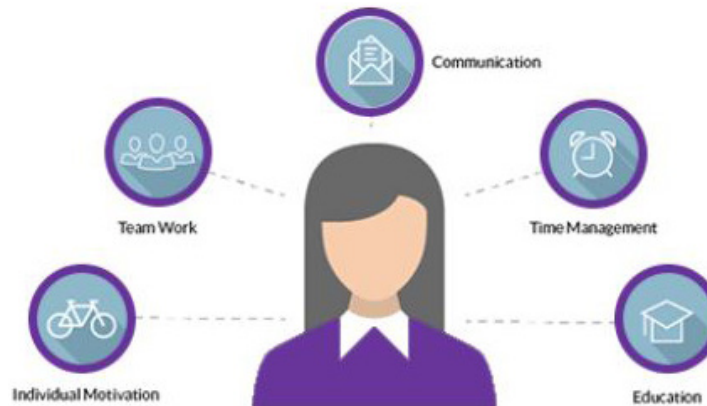 Communication
Team Work
Time Management
Individual Motivation
Education